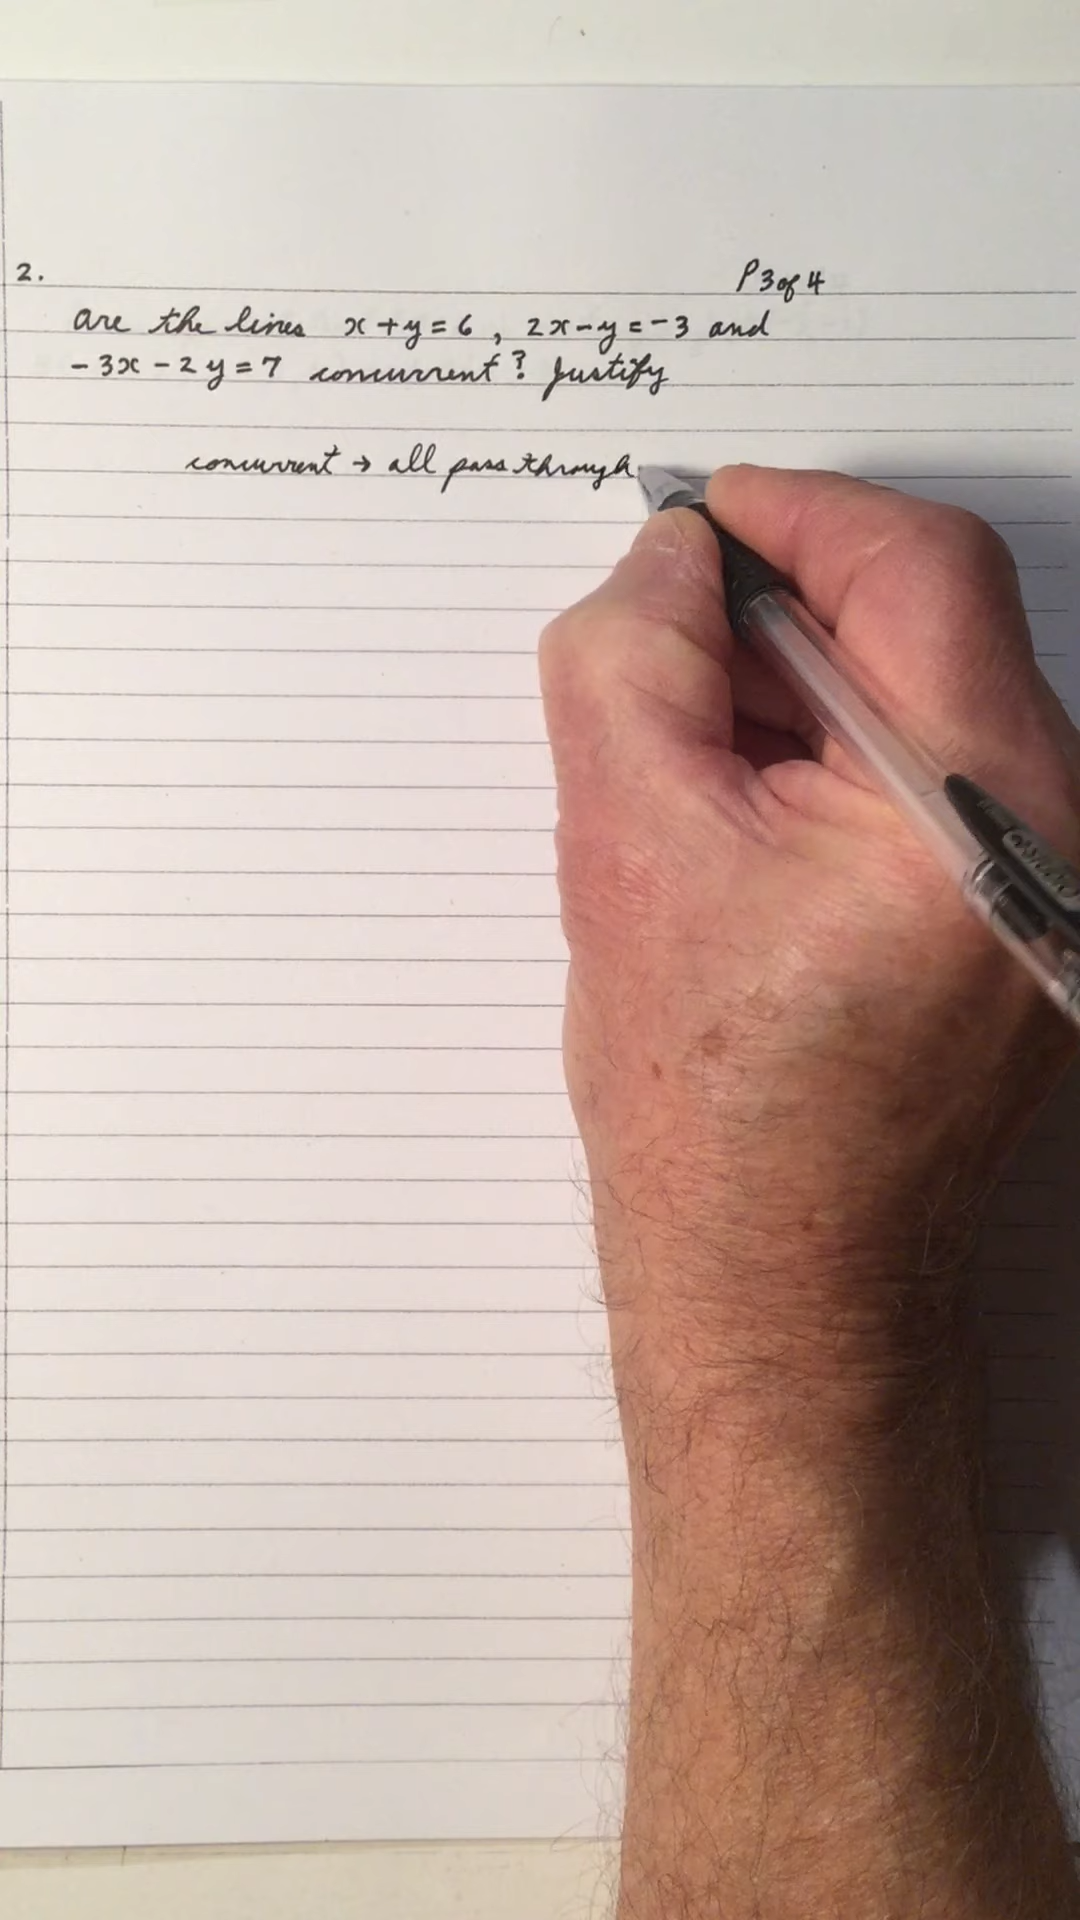 2.
P 3 of 4
are the lines x + y = 6 , 2x - y = -3 and
- 3x - 2y = 7 concurrent? Justify
concurrent → all pass through